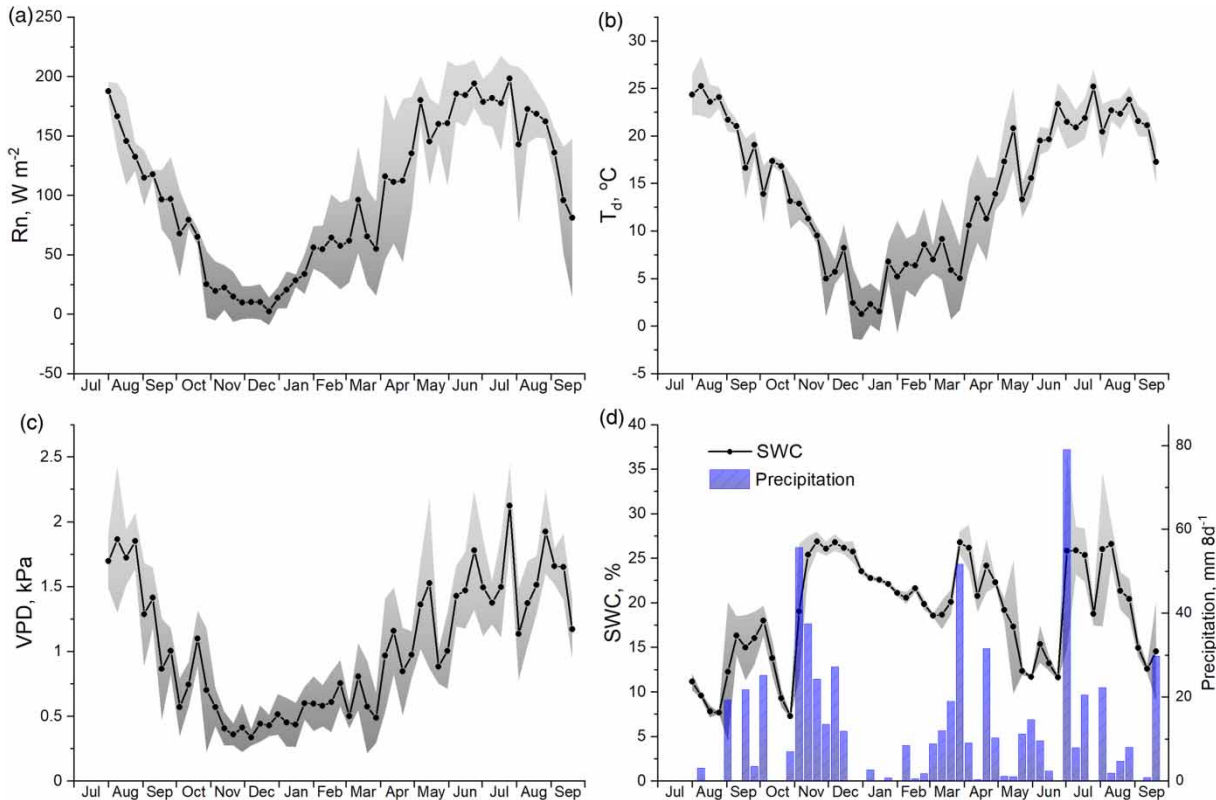 (a)
250
200
150
100
50
0
-50
Rn, W m-2
Jul Aug Sep Oct Nov Dec Jan Feb Mar Apr May Jun Jul Aug Sep
(b)
30
25
20
15
10
5
0
-5
Td, °C
Jul Aug Sep Oct Nov Dec Jan Feb Mar Apr May Jun Jul Aug Sep
(c)
2.5
2
1.5
1
0.5
0
VPD, kPa
Jul Aug Sep Oct Nov Dec Jan Feb Mar Apr May Jun Jul Aug Sep
(d)
40
35
30
25
20
15
10
5
0
SWC, %
SWC
Precipitation
80
60
40
20
0
Precipitation, mm 8d-1
Jul Aug Sep Oct Nov Dec Jan Feb Mar Apr May Jun Jul Aug Sep